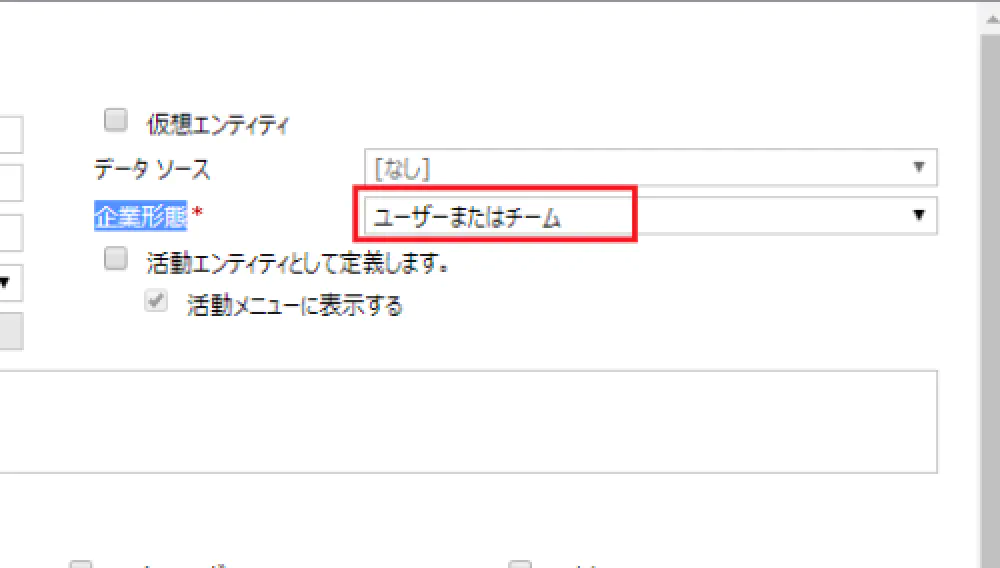 仮想エンティティ
データ ソース [なし]
企業形態 * ユーザーまたはチーム
活動エンティティとして定義します。
活動メニューに表示する